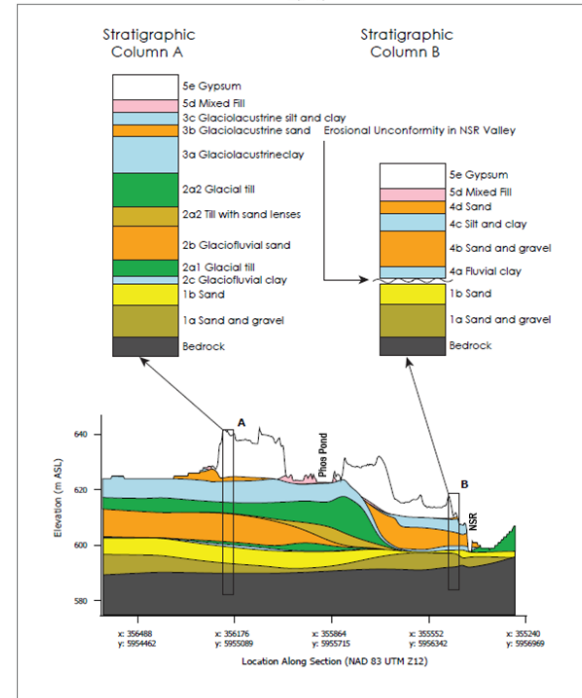 Stratigraphic
Column A
Stratigraphic
Column B
5e Gypsum
5d Mixed Fill
3c Glaciolacustrine silt and clay
3b Glaciolacustrine sand
3a Glaciolacustrineclay
2a2 Glacial till
2a2 Till with sand lenses
2b Glaciofluvial sand
2a1 Glacial till
2c Glaciofluvial clay
1b Sand
1a Sand and gravel
Bedrock
Erosional Unconformity in NSR Valley
5e Gypsum
5d Mixed Fill
4d Sand
4c Silt and clay
4b Sand and gravel
4a Fluvial clay
1b Sand
1a Sand and gravel
Bedrock
A
B
Phos Pond
NSR
Elevation (m ASL)
640
620
600
580
x: 356488
y: 5954462
x: 356176
y: 5955089
x: 355864
y: 5955715
x: 355552
y: 5956342
x: 355240
y: 5956969
Location Along Section (NAD 83 UTM Z12)